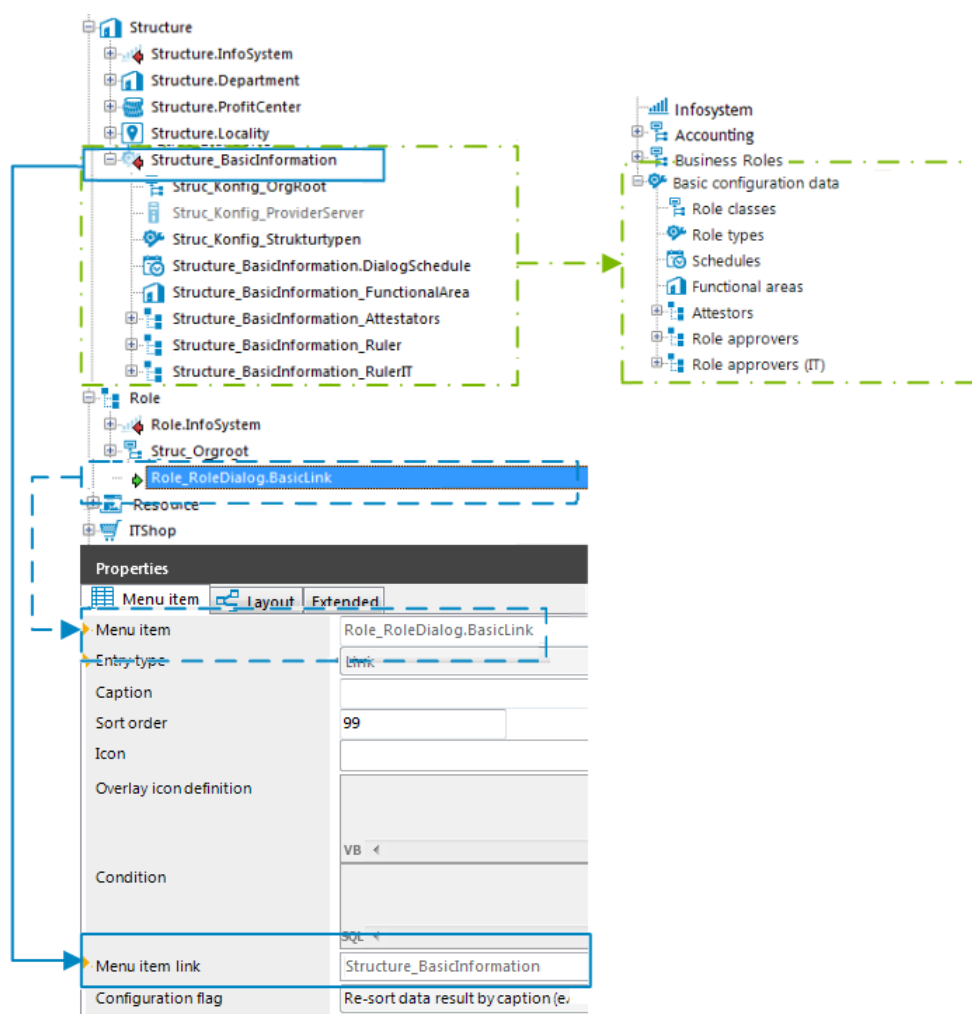 Structure
Structure.InfoSystem
Structure.Department
Structure.ProfitCenter
Structure.Locality
Structure_BasicInformation
Struc_Konfig_OrgRoot
Struc_Konfig_ProviderServer
Struc_Konfig_Strukturtypen
Structure_BasicInformation.DialogSchedule
Structure_BasicInformation_FunctionalArea
Structure_BasicInformation_Attestators
Structure_BasicInformation_Ruler
Structure_BasicInformation_RulerIT
Role
Role.InfoSystem
Struc_Orgroot
Role_RoleDialog.BasicLink
Resource
ITShop
Infosystem
Accounting
Business Roles
Basic configuration data
Role classes
Role types
Schedules
Functional areas
Attestors
Role approvers
Role approvers (IT)
Properties
Menu item Layout Extended
Menu item Role_RoleDialog.BasicLink
Entry type Link
Caption
Sort order 99
Icon
Overlay icon definition
VB
Condition
SQL
Menu item link Structure_BasicInformation
Configuration flag Re-sort data result by caption (e.